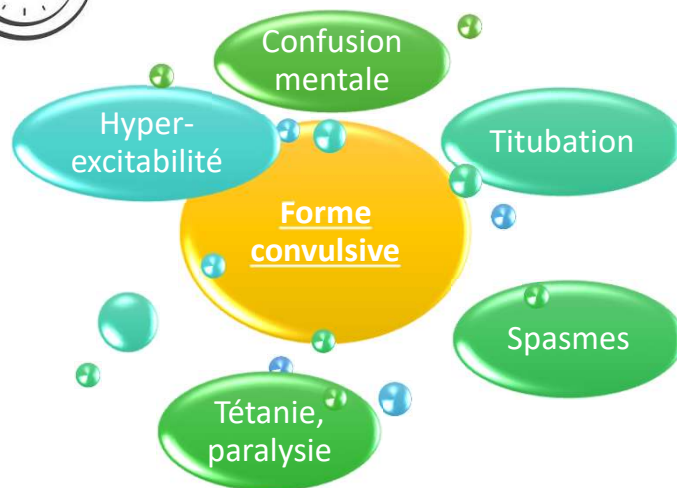 Confusion
mentale
Hyper-
excitabilité
Titubation
Forme
convulsive
Spasmes
Tétanie,
paralysie